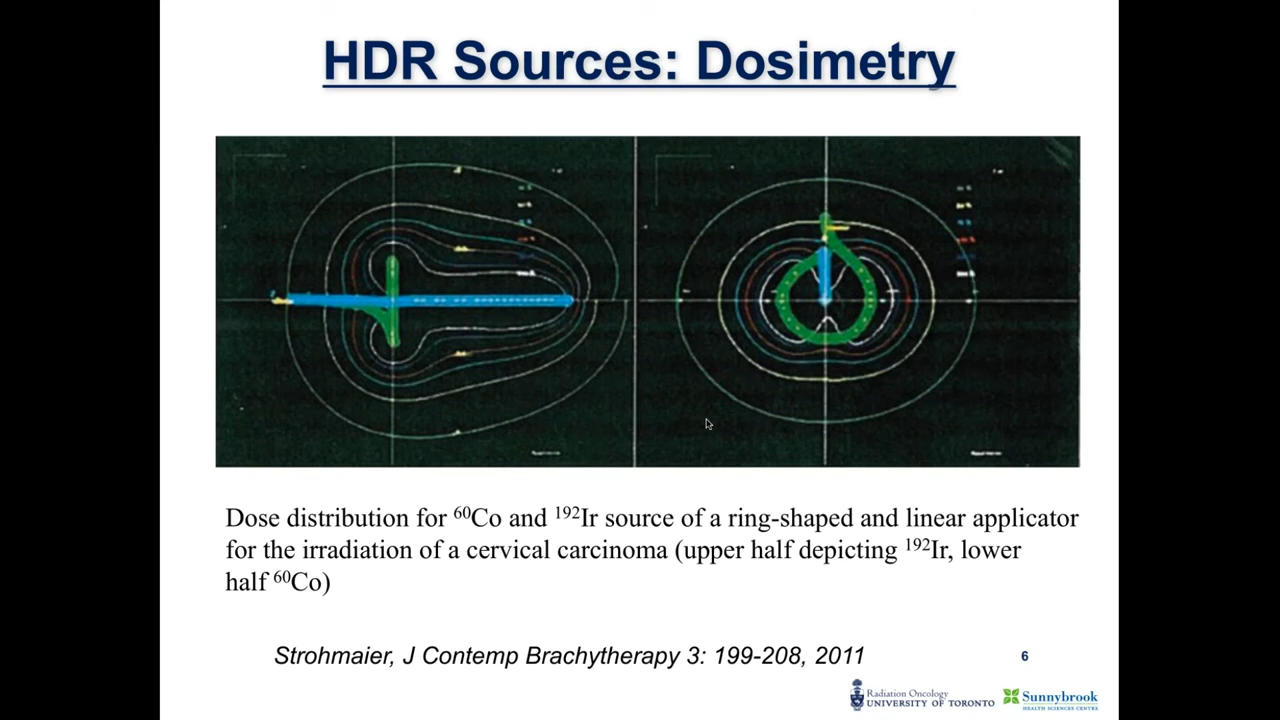 HDR Sources: Dosimetry
Dose distribution for ⁶⁰Co and ¹⁹²Ir source of a ring-shaped and linear applicator
for the irradiation of a cervical carcinoma (upper half depicting ¹⁹²Ir, lower
half ⁶⁰Co)
Strohmaier, J Contemp Brachytherapy 3: 199-208, 2011
6
Radiation Oncology
UNIVERSITY OF TORONTO
Sunnybrook
HEALTH SCIENCES CENTRE